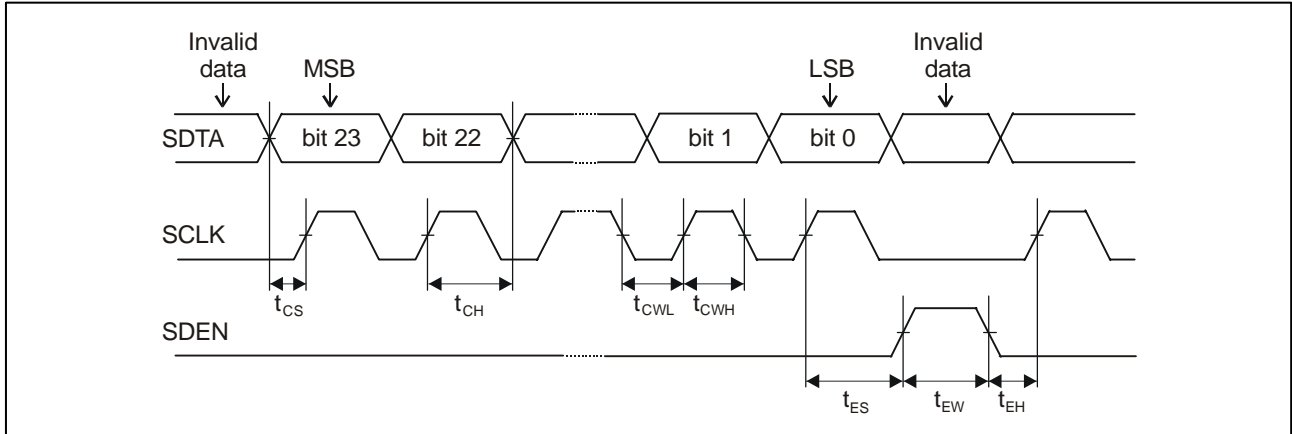 Invalid
data
MSB
LSB
Invalid
data
SDTA
bit 23
bit 22
bit 1
bit 0
SCLK
tCS
tCH
tCWL
tCWH
SDEN
tES
tEW
tEH